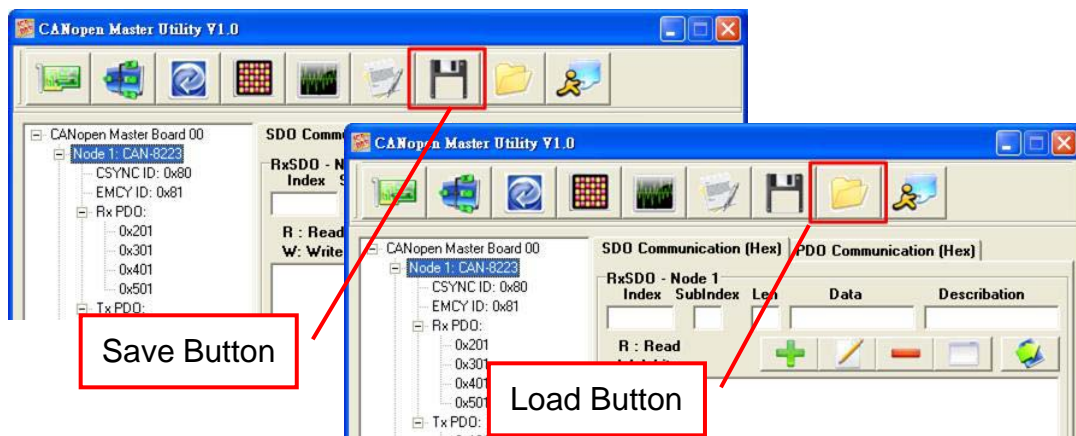 CANopen Master Utility V1.0
CANopen Master Board 00
Node 1: CAN-8223
CSYNC ID: 0x80
EMCY ID: 0x81
Rx PDO:
0x201
0x301
0x401
0x501
Tx PDO:
SDO Comm
RxSDO - N
Index S
R : Read
W: Write
Save Button
CANopen Master Utility V1.0
CANopen Master Board 00
Node 1: CAN-8223
CSYNC ID: 0x80
EMCY ID: 0x81
Rx PDO:
0x201
0x301
0x401
0x501
Tx PDO:
SDO Communication (Hex) PDO Communication (Hex)
RxSDO - Node 1
Index SubIndex Len Data Describation
R : Read
Load Button